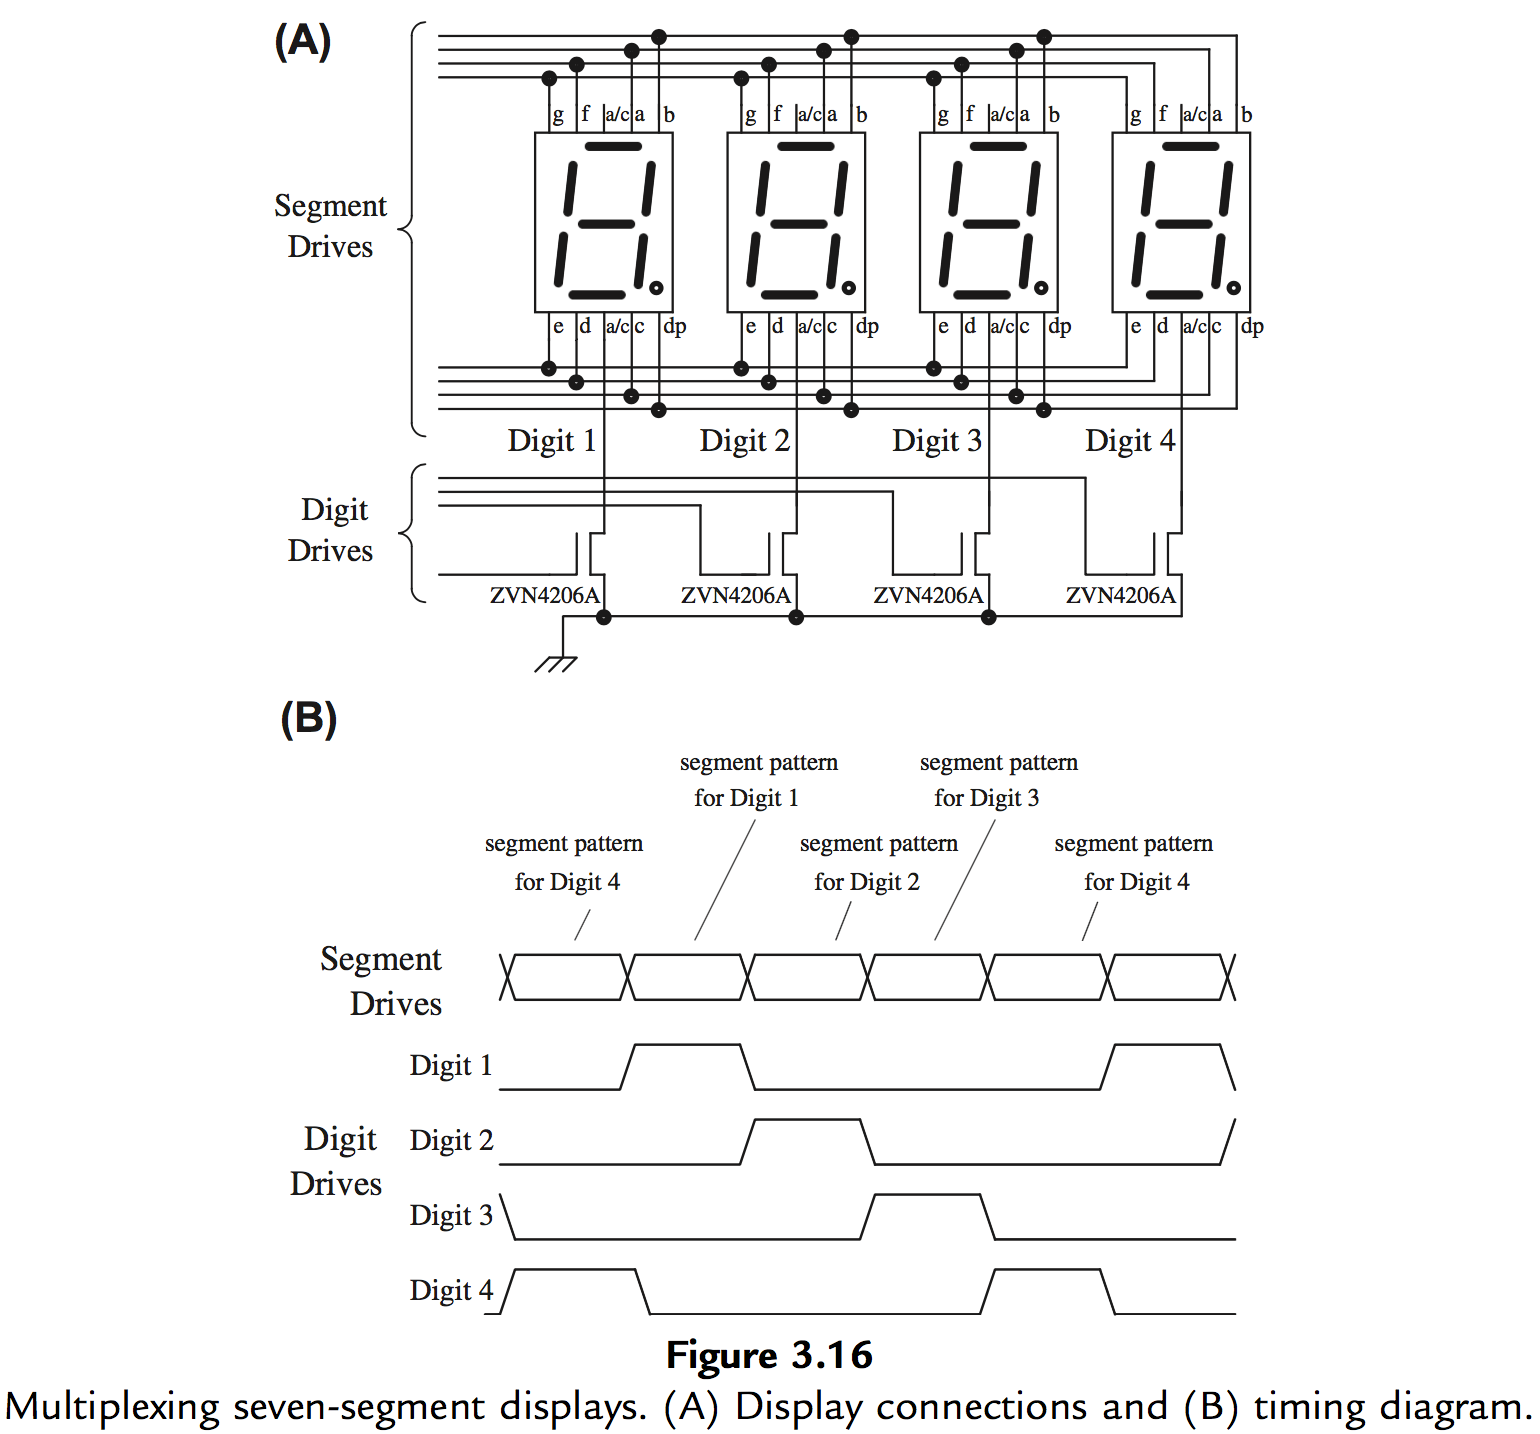 (A)
g f a/c a b g f a/c a b g f a/c a b g f a/c a b
Segment
Drives
e d a/c c dp e d a/c c dp e d a/c c dp e d a/c c dp
Digit 1 Digit 2 Digit 3 Digit 4
Digit
Drives
ZVN4206A ZVN4206A ZVN4206A ZVN4206A
(B)
segment pattern
for Digit 1
segment pattern
for Digit 3
segment pattern
for Digit 4
segment pattern
for Digit 2
segment pattern
for Digit 4
Segment
Drives
Digit 1
Digit
Drives
Digit 2
Digit 3
Digit 4
Figure 3.16
Multiplexing seven-segment displays. (A) Display connections and (B) timing diagram.